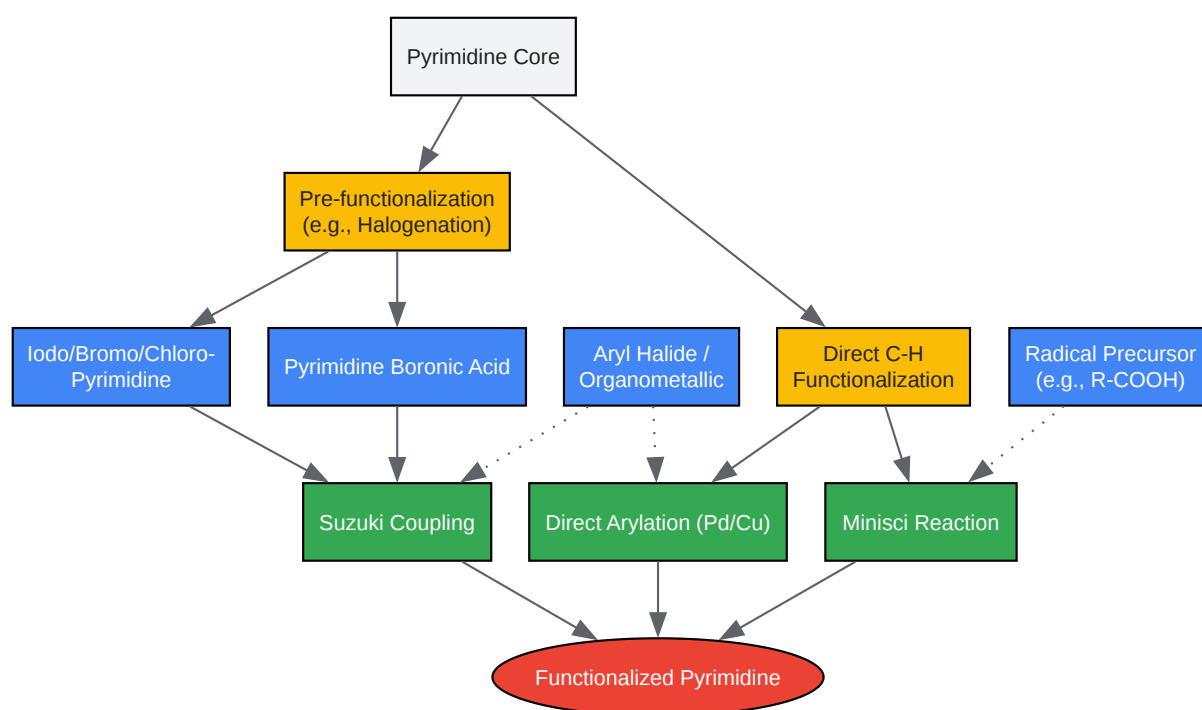 Pyrimidine Core
Pre-functionalization
(e.g., Halogenation)
Iodo/Bromo/Chloro-
Pyrimidine
Pyrimidine Boronic Acid
Aryl Halide /
Organometallic
Direct C-H
Functionalization
Radical Precursor
(e.g., R-COOH)
Suzuki Coupling
Direct Arylation (Pd/Cu)
Minisci Reaction
Functionalized Pyrimidine